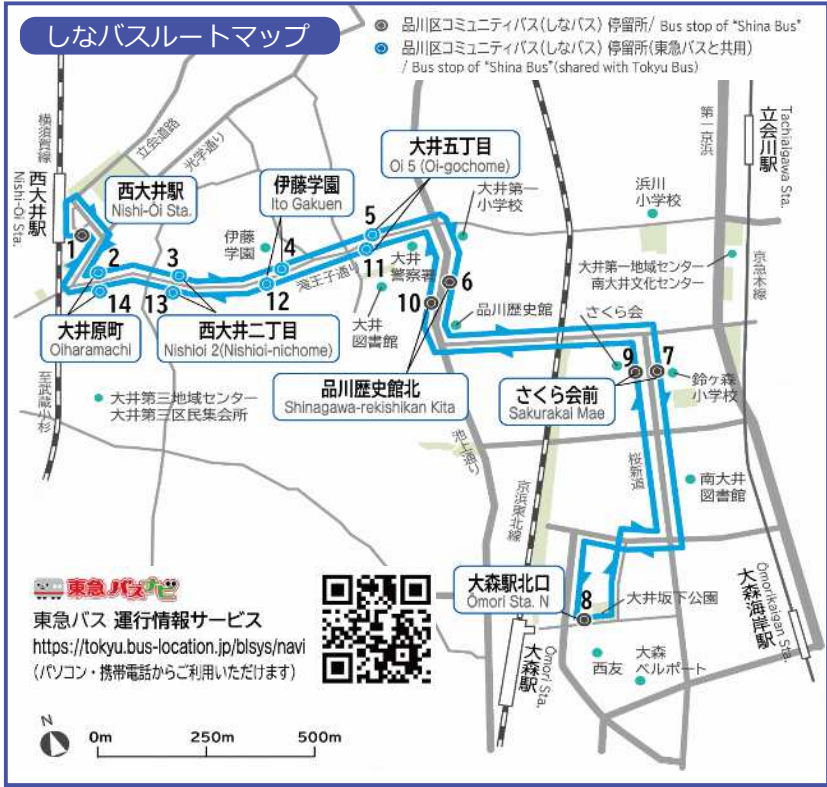 しなバスルートマップ
品川区コミュニティバス(しなバス) 停留所/ Bus stop of “Shina Bus”
品川区コミュニティバス(しなバス) 停留所(東急バスと共用)
/ Bus stop of “Shina Bus”(shared with Tokyu Bus)
横須賀線
立会道路
光学通り
西大井駅
Nishi-Ōi Sta.
西大井駅
Nishi-Ōi Sta.
1
2
3
14
13
大井原町
Oiharamachi
西大井二丁目
Nishioi 2(Nishioi-nichome)
伊藤学園
Ito Gakuen
伊藤
学園
4
12
滝王子通り
大井五丁目
Oi 5 (Oi-gochome)
5
11
大井
警察署
大井
図書館
大井第一
小学校
6
10
品川歴史館
品川歴史館北
Shinagawa-rekishikan Kita
第一京浜
立会川駅
Tachiaigawa Sta.
浜川
小学校
大井第一地域センター
南大井文化センター
京急本線
さくら会
9
7
さくら会前
Sakurakai Mae
鈴ヶ森
小学校
至武蔵小杉
大井第三地域センター
大井第三区民集会所
池上通り
京浜東北線
桜新道
南大井
図書館
大森駅北口
Ōmori Sta. N
8
大井坂下公園
大森駅
Ōmori Sta.
西友
大森
ベルポート
大森海岸駅
Ōmorikaigan Sta.
東急バスナビ
東急バス 運行情報サービス
https://tokyu.bus-location.jp/blsys/navi
(パソコン・携帯電話からご利用いただけます)
N
0m
250m
500m